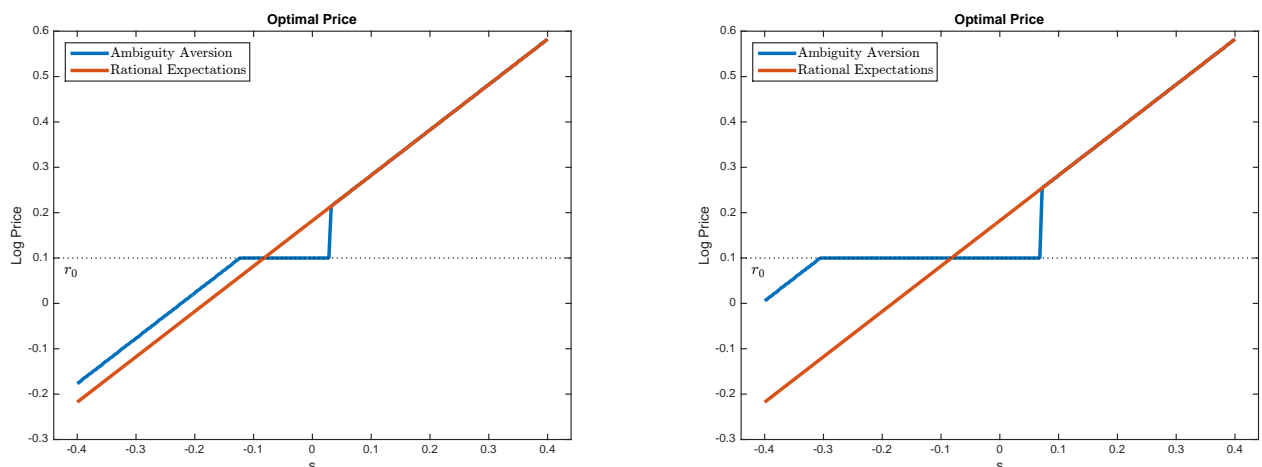 Optimal Price
Ambiguity Aversion
Rational Expectations
Log Price
0.6
0.5
0.4
0.3
0.2
0.1
0
-0.1
-0.2
-0.3
r0
-0.4 -0.3 -0.2 -0.1 0 0.1 0.2 0.3 0.4
s
Optimal Price
Ambiguity Aversion
Rational Expectations
Log Price
0.6
0.5
0.4
0.3
0.2
0.1
0
-0.1
-0.2
-0.3
r0
-0.4 -0.3 -0.2 -0.1 0 0.1 0.2 0.3 0.4
s